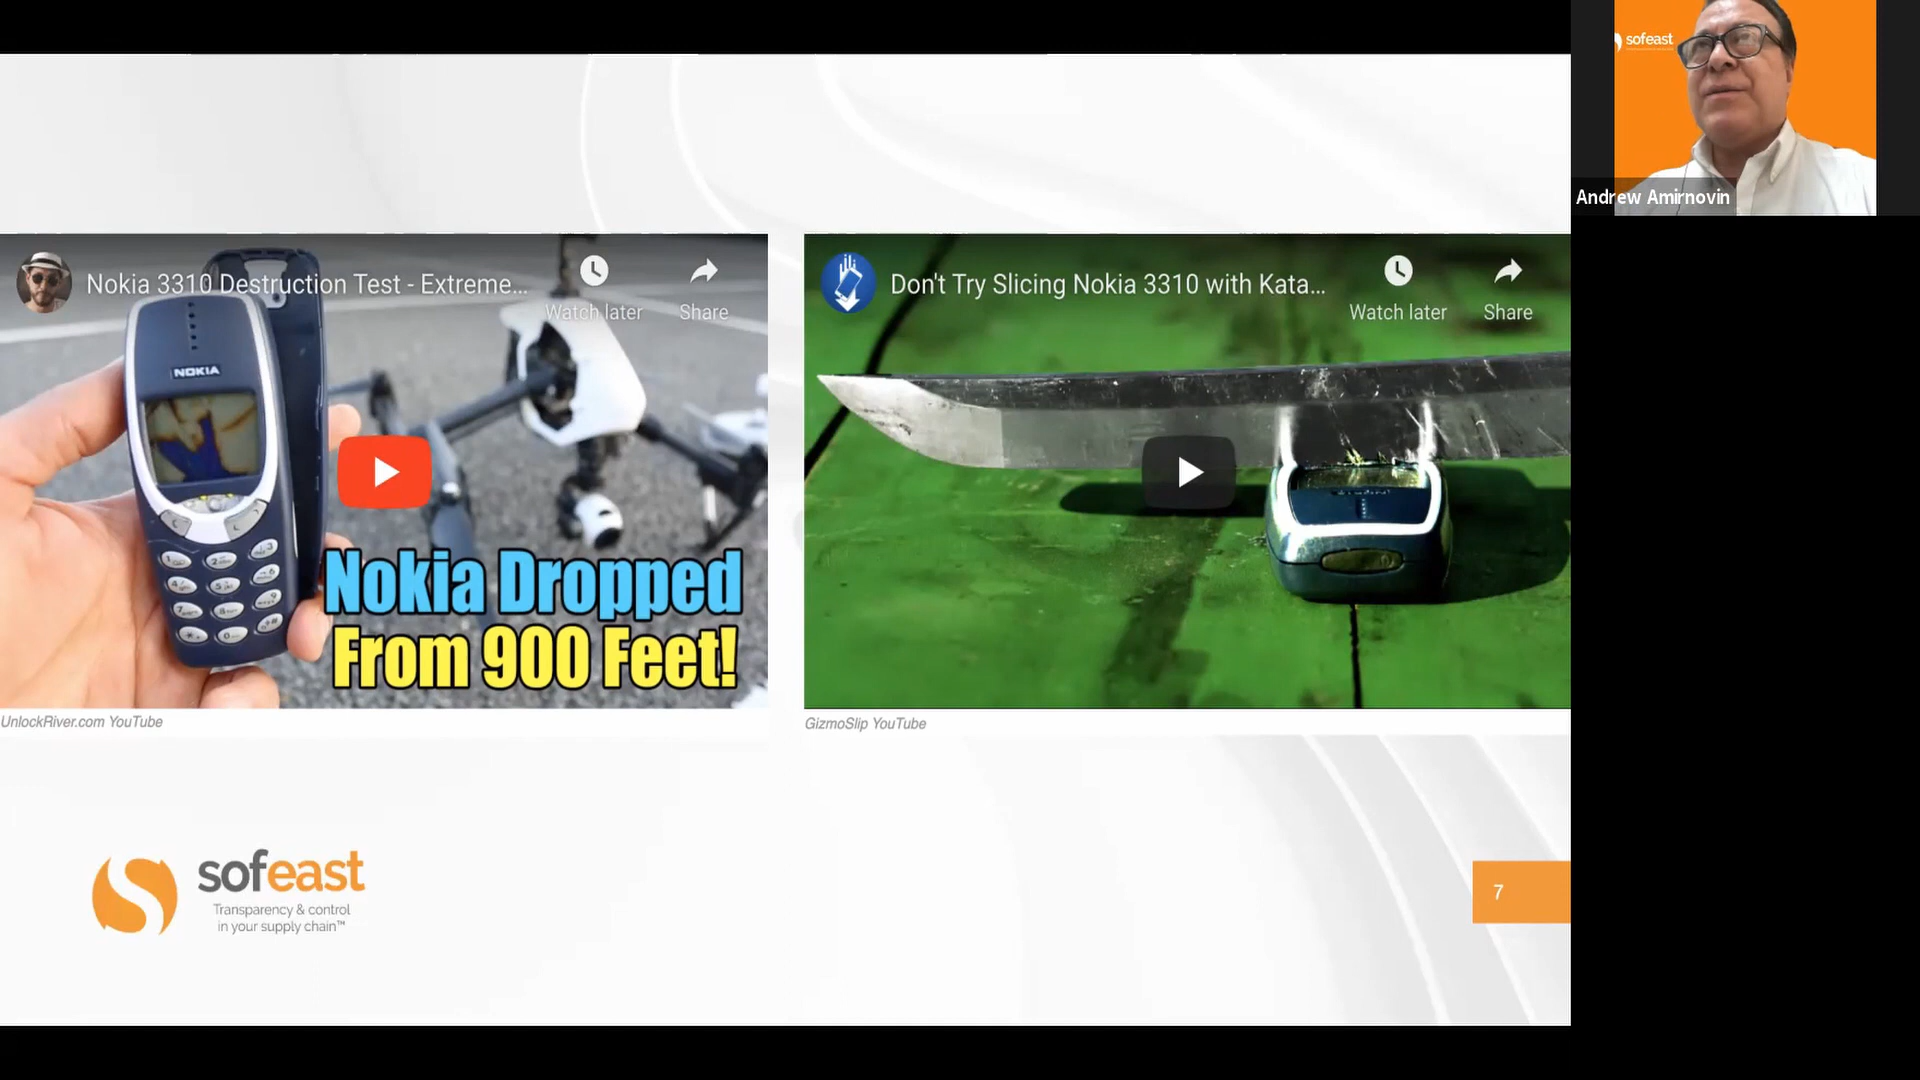 sofeast
Andrew Amirnovin
Nokia 3310 Destruction Test - Extreme...
Watch later
Share
NOKIA
Nokia Dropped
From 900 Feet!
UnlockRiver.com YouTube
Don't Try Slicing Nokia 3310 with Kata...
Watch later
Share
GizmoSlip YouTube
sofeast
Transparency & control
in your supply chain™
7